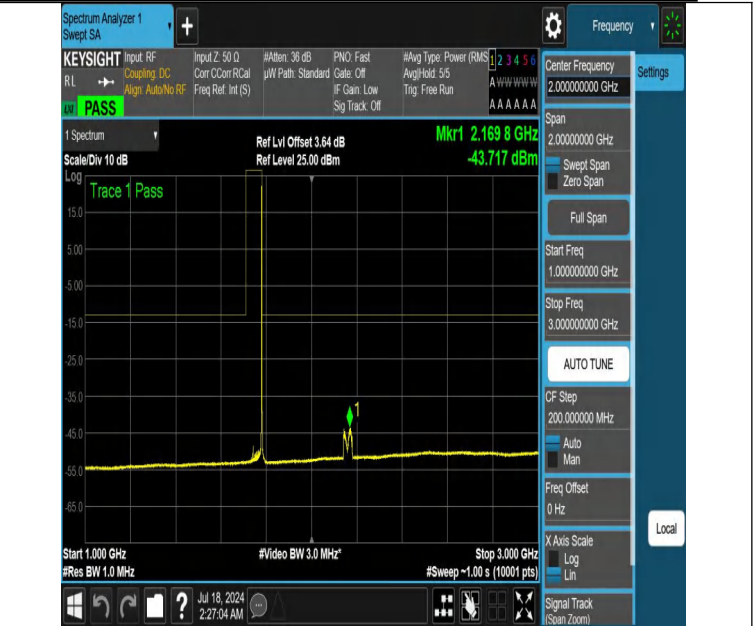 Spectrum Analyzer 1
Swept SA
+
Frequency
KEYSIGHT
RL
PASS
Input: RF
Coupling: DC
Align: Auto/No RF
Input Z: 50 Ω
Corr CCorr RCal
Freq Ref: Int (S)
#Atten: 36 dB
µW Path: Standard
PNO: Fast
Gate: Off
IF Gain: Low
Sig Track: Off
#Avg Type: Power (RMS
Avg|Hold: 5/5
Trig: Free Run
1 2 3 4 5 6
A W W W W W
A A A A A A
1 Spectrum
Scale/Div 10 dB
Ref Lvl Offset 3.64 dB
Ref Level 25.00 dBm
Mkr1 2.169 8 GHz
-43.717 dBm
Log
Trace 1 Pass
15.0
5.00
-5.00
-15.0
-25.0
-35.0
-45.0
-55.0
-65.0
1
Start 1.000 GHz
#Res BW 1.0 MHz
#Video BW 3.0 MHz*
Stop 3.000 GHz
#Sweep ~1.00 s (10001 pts)
Center Frequency
2.000000000 GHz
Span
2.00000000 GHz
Swept Span
Zero Span
Full Span
Start Freq
1.000000000 GHz
Stop Freq
3.000000000 GHz
AUTO TUNE
CF Step
200.000000 MHz
Auto
Man
Freq Offset
0 Hz
X Axis Scale
Log
Lin
Signal Track
(Span Zoom)
Settings
Local
?
Jul 18, 2024
2:27:04 AM